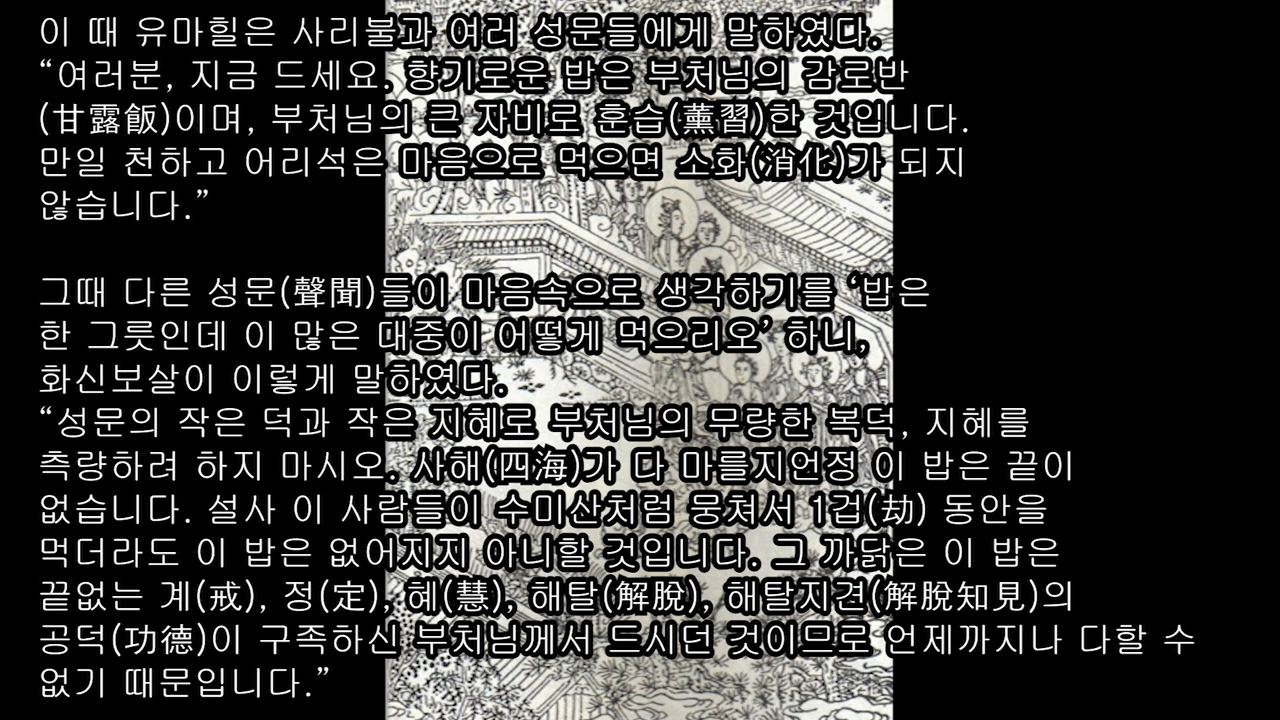 이 때 유마힐은 사리불과 여러 성문들에게 말하였다.
“여러분, 지금 드세요. 향기로운 밥은 부처님의 감로반
(甘露飯)이며, 부처님의 큰 자비로 훈습(薰習)한 것입니다.
만일 천하고 어리석은 마음으로 먹으면 소화(消化)가 되지
않습니다.”
그때 다른 성문(聲聞)들이 마음속으로 생각하기를 ‘밥은
한 그릇인데 이 많은 대중이 어떻게 먹으리오’ 하니,
화신보살이 이렇게 말하였다.
“성문의 작은 덕과 작은 지혜로 부처님의 무량한 복덕, 지혜를
측량하려 하지 마시오. 사해(四海)가 다 마를지언정 이 밥은 끝이
없습니다. 설사 이 사람들이 수미산처럼 뭉쳐서 1겁(劫) 동안을
먹더라도 이 밥은 없어지지 아니할 것입니다. 그 까닭은 이 밥은
끝없는 계(戒), 정(定), 혜(慧), 해탈(解脫), 해탈지견(解脫知見)의
공덕(功德)이 구족하신 부처님께서 드시던 것이므로 언제까지나 다할 수
없기 때문입니다.”